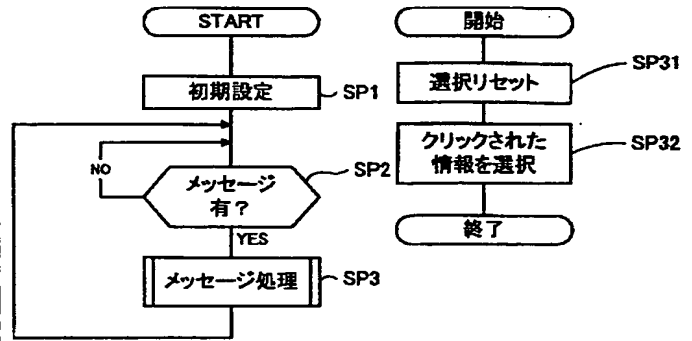 START
初期設定
SP1
NO
メッセージ
有?
SP2
YES
メッセージ処理
SP3
開始
選択リセット
SP31
クリックされた
情報を選択
SP32
終了